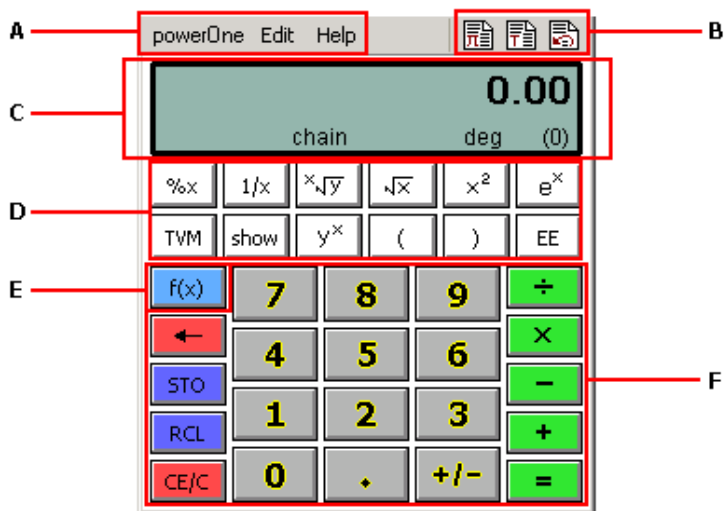 A powerOne Edit Help B
C 0.00
chain deg (0)
D %x 1/x ˣ√y √x x² eˣ
TVM show yˣ ( ) EE
E f(x) 7 8 9 ÷
← 4 5 6 ×
STO − F
RCL 1 2 3 +
CE/C 0 . +/- =